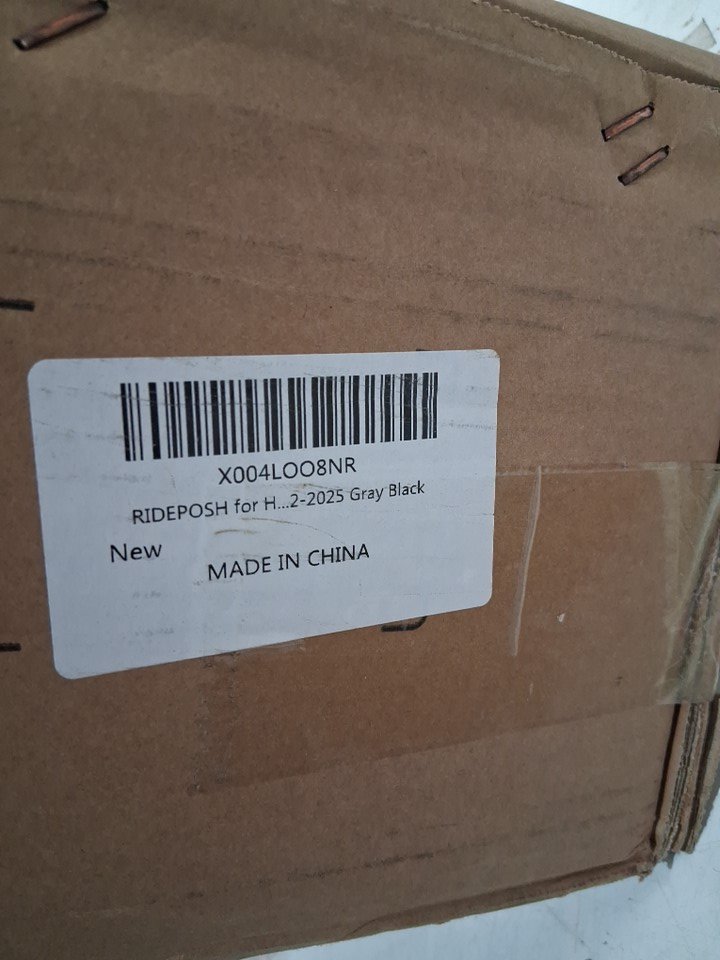 X004LOO8NR
RIDEPOSH for H...2-2025 Gray Black
New
MADE IN CHINA